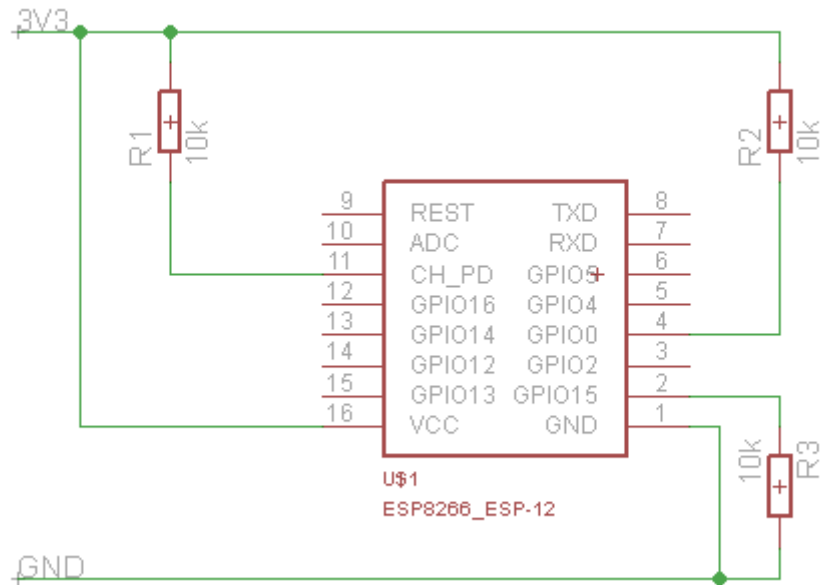 3V3
R1
10k
R2
10k
9 REST TXD 8
10 ADC RXD 7
11 CH_PD GPIO5 6
12 GPIO16 GPIO4 5
13 GPIO14 GPIO0 4
14 GPIO12 GPIO2 3
15 GPIO13 GPIO15 2
16 VCC GND 1
10k
R3
U$1
ESP8266_ESP-12
GND